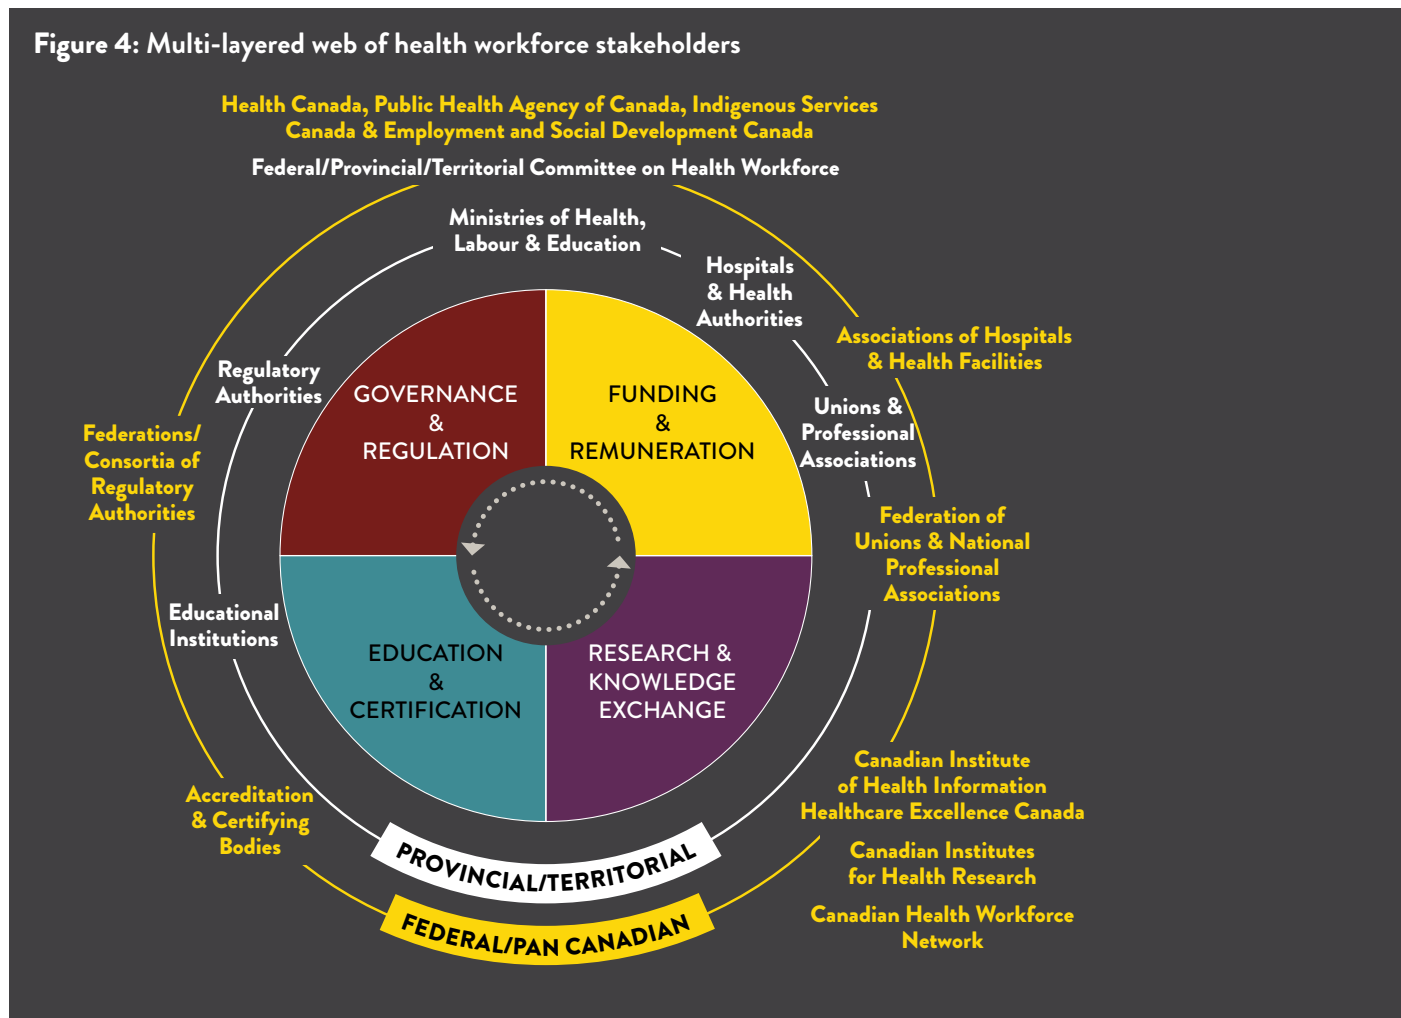 Figure 4: Multi-layered web of health workforce stakeholders
Health Canada, Public Health Agency of Canada, Indigenous Services
Canada & Employment and Social Development Canada
Federal/Provincial/Territorial Committee on Health Workforce
Ministries of Health,
Labour & Education
Hospitals
& Health
Authorities
Associations of Hospitals
& Health Facilities
Regulatory
Authorities
GOVERNANCE
&
REGULATION
FUNDING
&
REMUNERATION
Unions &
Professional
Associations
Federations/
Consortia of
Regulatory
Authorities
Federation of
Unions & National
Professional
Associations
Educational
Institutions
EDUCATION
&
CERTIFICATION
RESEARCH &
KNOWLEDGE
EXCHANGE
Accreditation
& Certifying
Bodies
Canadian Institute
of Health Information
Healthcare Excellence Canada
Canadian Institutes
for Health Research
Canadian Health Workforce
Network
PROVINCIAL/TERRITORIAL
FEDERAL/PAN CANADIAN